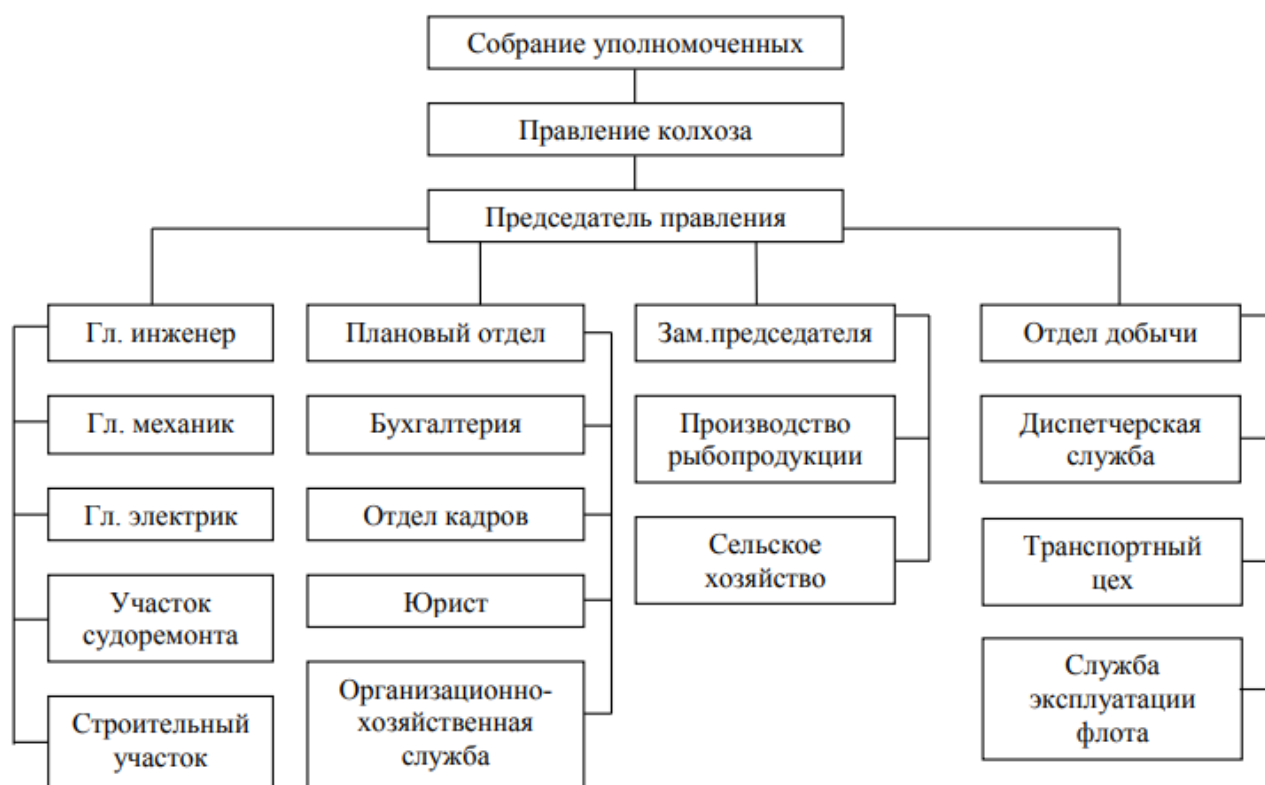 Собрание уполномоченных
Правление колхоза
Председатель правления
Гл. инженер
Гл. механик
Гл. электрик
Участок
судоремонта
Строительный
участок
Плановый отдел
Бухгалтерия
Отдел кадров
Юрист
Организационно-
хозяйственная
служба
Зам.председателя
Производство
рыбопродукции
Сельское
хозяйство
Отдел добычи
Диспетчерская
служба
Транспортный
цех
Служба
эксплуатации
флота